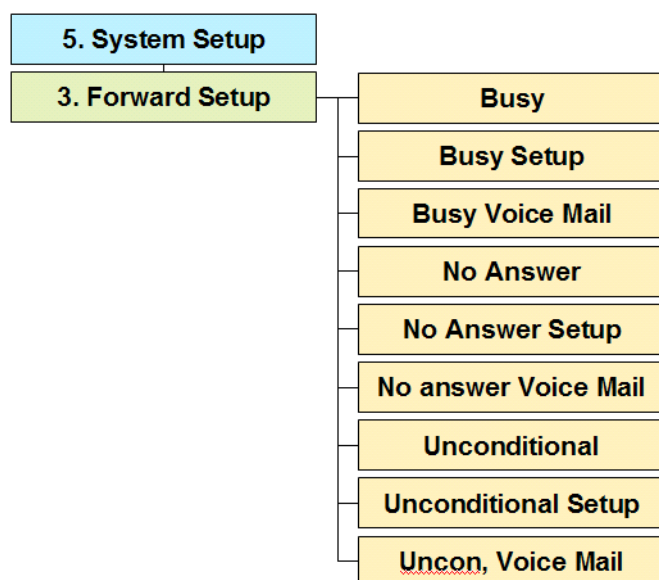 5. System Setup
3. Forward Setup
Busy
Busy Setup
Busy Voice Mail
No Answer
No Answer Setup
No answer Voice Mail
Unconditional
Unconditional Setup
Uncon, Voice Mail